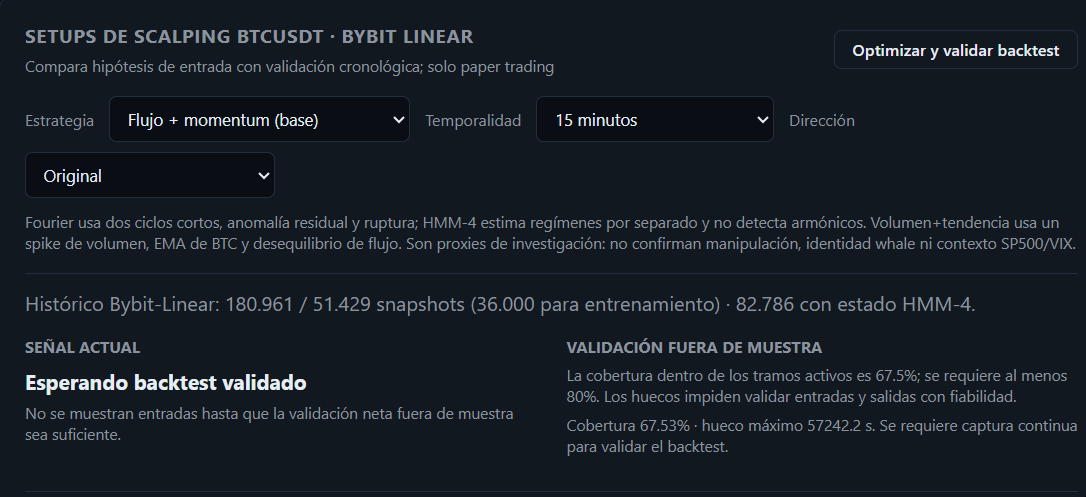 SETUPS DE SCALPING BTCUSDT · BYBIT LINEAR
Compara hipótesis de entrada con validación cronológica; solo paper trading
Optimizar y validar backtest
Estrategia
Flujo + momentum (base)
Temporalidad
15 minutos
Dirección
Original
Fourier usa dos ciclos cortos, anomalía residual y ruptura; HMM-4 estima regímenes por separado y no detecta armónicos. Volumen+tendencia usa un
spike de volumen, EMA de BTC y desequilibrio de flujo. Son proxies de investigación: no confirman manipulación, identidad whale ni contexto SP500/VIX.
Histórico Bybit-Linear: 180.961 / 51.429 snapshots (36.000 para entrenamiento) · 82.786 con estado HMM-4.
SEÑAL ACTUAL
Esperando backtest validado
No se muestran entradas hasta que la validación neta fuera de muestra
sea suficiente.
VALIDACIÓN FUERA DE MUESTRA
La cobertura dentro de los tramos activos es 67.5%; se requiere al menos
80%. Los huecos impiden validar entradas y salidas con fiabilidad.
Cobertura 67.53% · hueco máximo 57242.2 s. Se requiere captura continua
para validar el backtest.